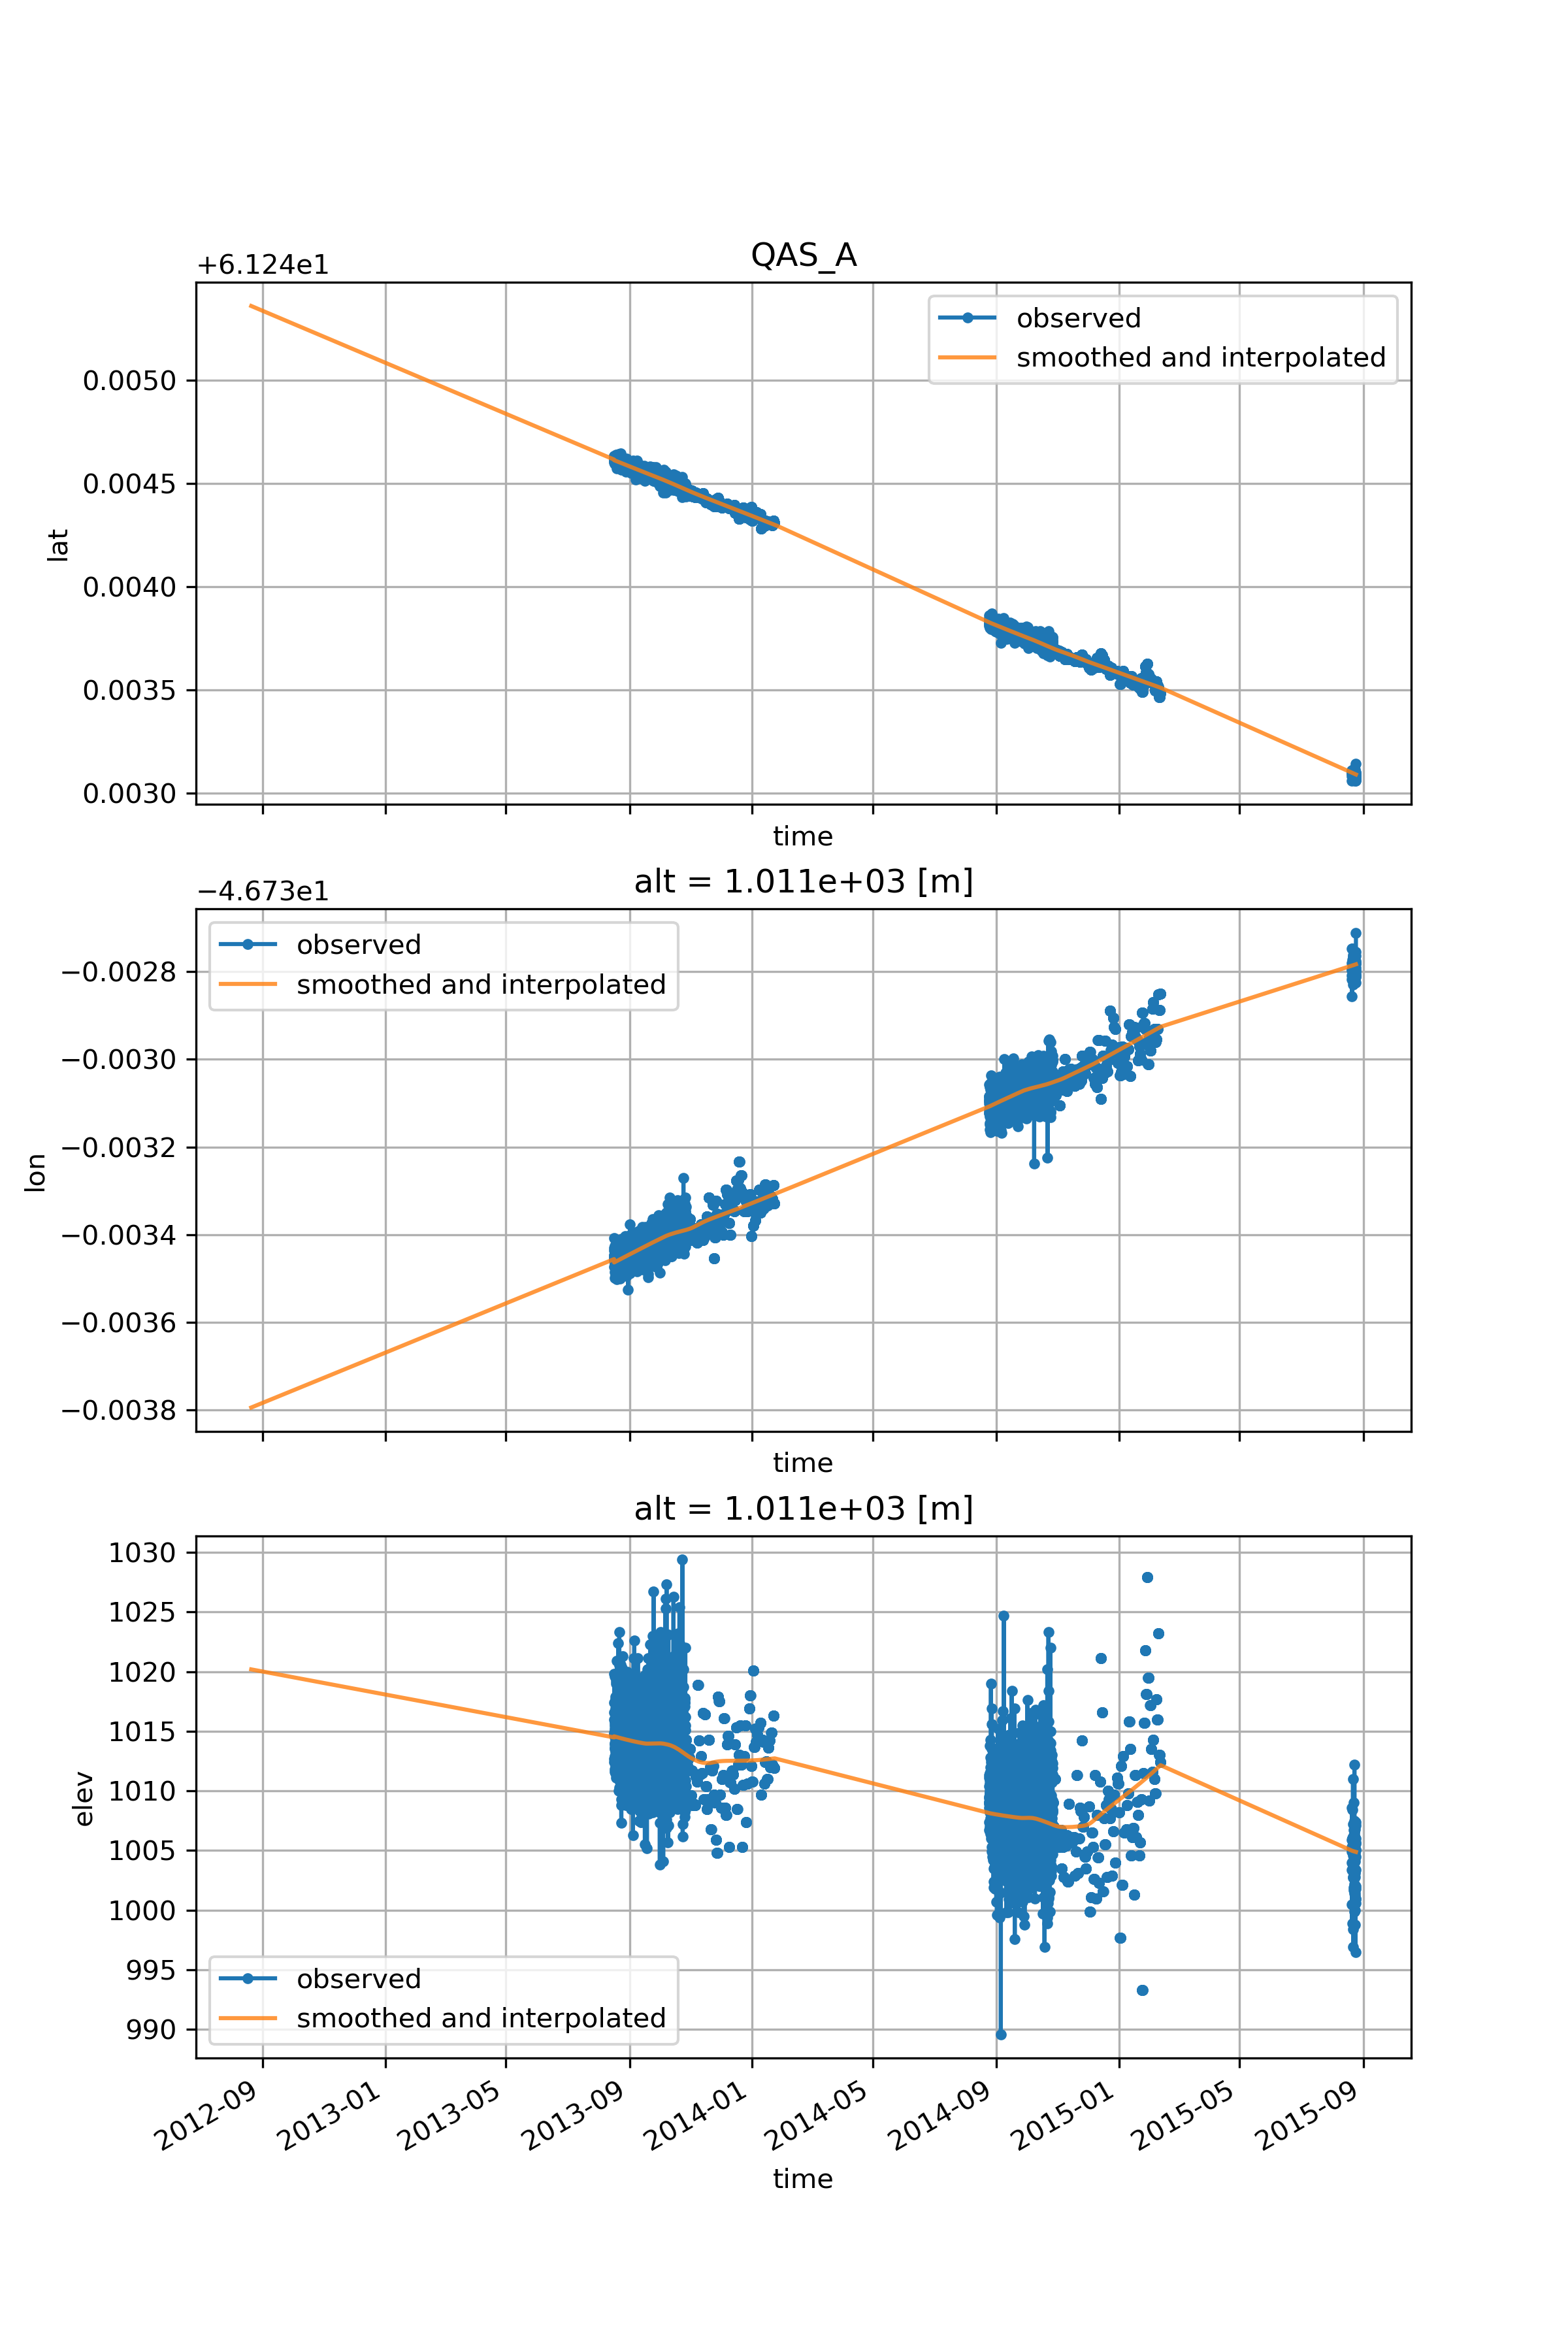 QAS_A
+6.124e1
observed
smoothed and interpolated
0.0050
0.0045
0.0040
0.0035
0.0030
lat
time
alt = 1.011e+03 [m]
−4.673e1
observed
smoothed and interpolated
−0.0028
−0.0030
−0.0032
−0.0034
−0.0036
−0.0038
lon
time
alt = 1.011e+03 [m]
1030
1025
1020
1015
1010
1005
1000
995
990
elev
observed
smoothed and interpolated
2012-09
2013-01
2013-05
2013-09
2014-01
2014-05
2014-09
2015-01
2015-05
2015-09
time